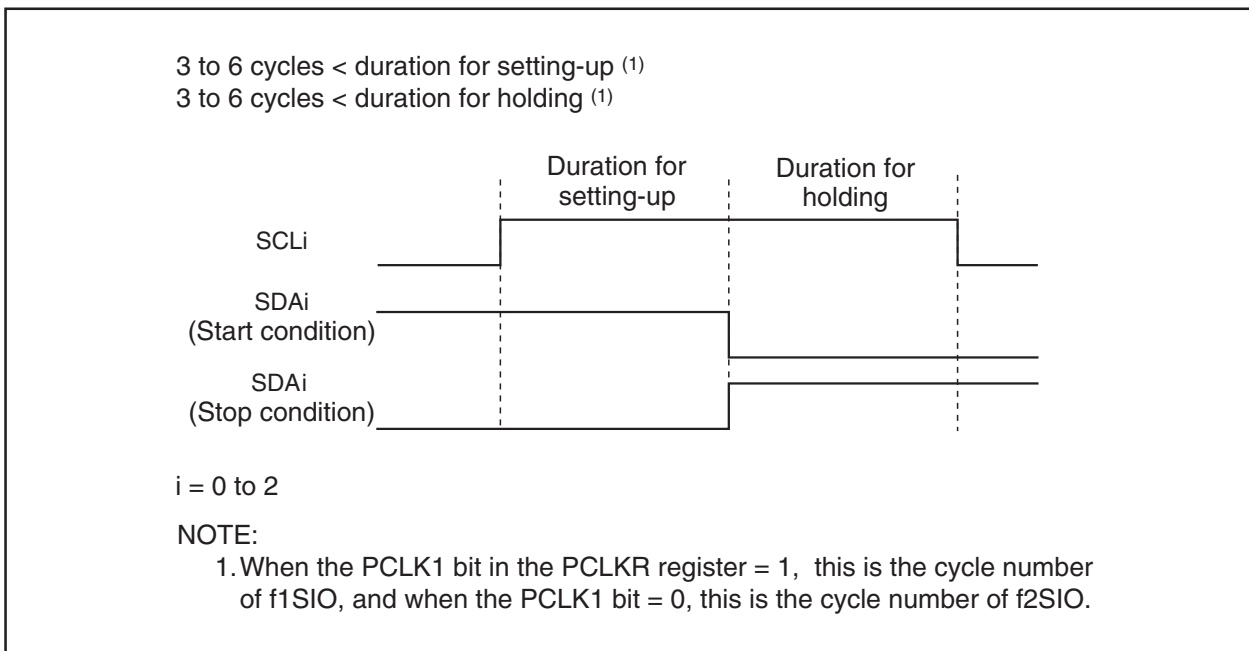 3 to 6 cycles < duration for setting-up (1)
3 to 6 cycles < duration for holding (1)
Duration for
setting-up
Duration for
holding
SCLi
SDAi
(Start condition)
SDAi
(Stop condition)
i = 0 to 2
NOTE:
1. When the PCLK1 bit in the PCLKR register = 1, this is the cycle number
of f1SIO, and when the PCLK1 bit = 0, this is the cycle number of f2SIO.